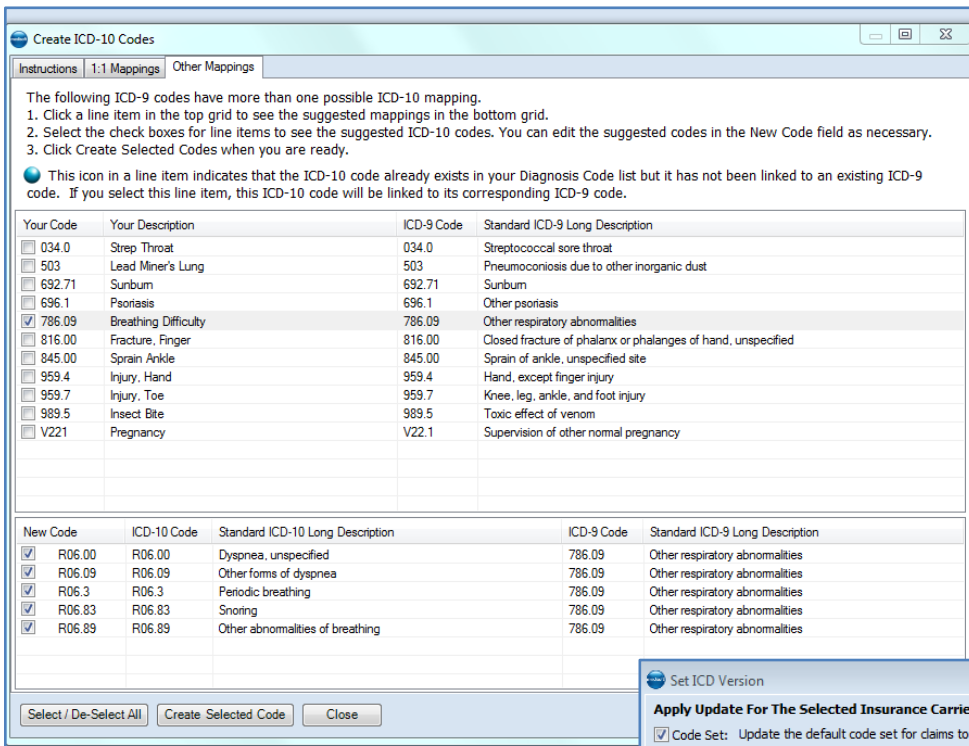 Create ICD-10 Codes
Instructions 1:1 Mappings Other Mappings
The following ICD-9 codes have more than one possible ICD-10 mapping.
1. Click a line item in the top grid to see the suggested mappings in the bottom grid.
2. Select the check boxes for line items to see the suggested ICD-10 codes. You can edit the suggested codes in the New Code field as necessary.
3. Click Create Selected Codes when you are ready.
This icon in a line item indicates that the ICD-10 code already exists in your Diagnosis Code list but it has not been linked to an existing ICD-9
code. If you select this line item, this ICD-10 code will be linked to its corresponding ICD-9 code.
Your Code Your Description ICD-9 Code Standard ICD-9 Long Description
034.0 Strep Throat 034.0 Streptococcal sore throat
503 Lead Miner's Lung 503 Pneumoconiosis due to other inorganic dust
692.71 Sunburn 692.71 Sunburn
696.1 Psoriasis 696.1 Other psoriasis
786.09 Breathing Difficulty 786.09 Other respiratory abnormalities
816.00 Fracture, Finger 816.00 Closed fracture of phalanx or phalanges of hand, unspecified
845.00 Sprain Ankle 845.00 Sprain of ankle, unspecified site
959.4 Injury, Hand 959.4 Hand, except finger injury
959.7 Injury, Toe 959.7 Knee, leg, ankle, and foot injury
989.5 Insect Bite 989.5 Toxic effect of venom
V221 Pregnancy V22.1 Supervision of other normal pregnancy
New Code ICD-10 Code Standard ICD-10 Long Description ICD-9 Code Standard ICD-9 Long Description
R06.00 R06.00 Dyspnea, unspecified 786.09 Other respiratory abnormalities
R06.09 R06.09 Other forms of dyspnea 786.09 Other respiratory abnormalities
R06.3 R06.3 Periodic breathing 786.09 Other respiratory abnormalities
R06.83 R06.83 Snoring 786.09 Other respiratory abnormalities
R06.89 R06.89 Other abnormalities of breathing 786.09 Other respiratory abnormalities
Select / De-Select All Create Selected Code Close
Set ICD Version
Apply Update For The Selected Insurance Carrie
Code Set: Update the default code set for claims to